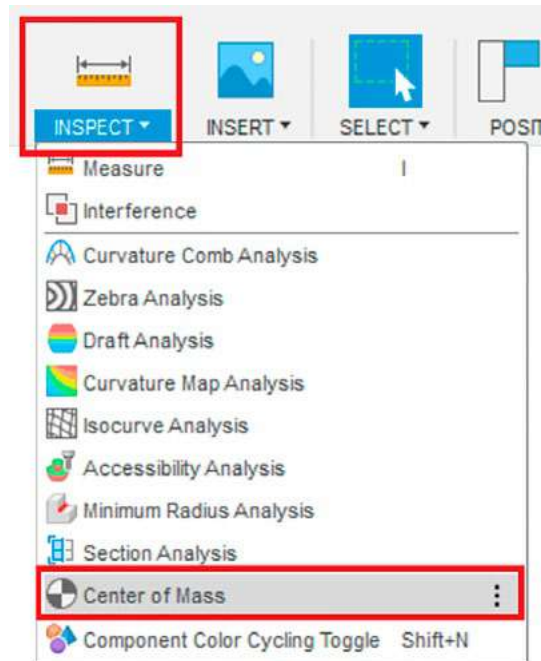 INSPECT INSERT SELECT
Measure I
Interference
Curvature Comb Analysis
Zebra Analysis
Draft Analysis
Curvature Map Analysis
Isocurve Analysis
Accessibility Analysis
Minimum Radius Analysis
Section Analysis
Center of Mass
Component Color Cycling Toggle Shift+N